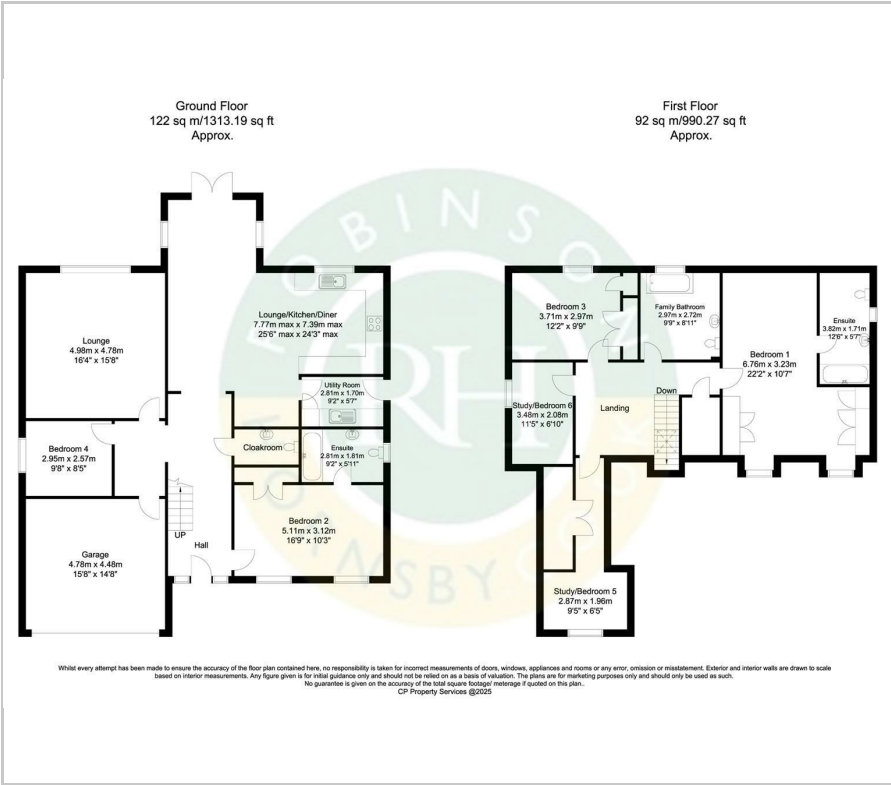 Ground Floor
122 sq m/1313.19 sq ft
Approx.
First Floor
92 sq m/990.27 sq ft
Approx.
Lounge
4.98m x 4.78m
16'4" x 15'8"
Lounge/Kitchen/Diner
7.77m max x 7.39m max
25'6" max x 24'3" max
Utility Room
2.81m x 1.70m
9'2" x 5'7"
Cloakroom
Ensuite
2.81m x 1.81m
9'2" x 5'11"
Bedroom 4
2.95m x 2.57m
9'8" x 8'5"
Bedroom 2
5.11m x 3.12m
16'9" x 10'3"
UP
Hall
Garage
4.78m x 4.48m
15'8" x 14'8"
Bedroom 3
3.71m x 2.97m
12'2" x 9'9"
Family Bathroom
2.97m x 2.72m
9'9" x 8'11"
Ensuite
3.82m x 1.71m
12'6" x 5'7"
Bedroom 1
6.76m x 3.23m
22'2" x 10'7"
Study/Bedroom 6
3.48m x 2.08m
11'5" x 6'10"
Landing
Down
Study/Bedroom 5
2.87m x 1.96m
9'5" x 6'5"
ROBINSON
RH
HORNSBY COOK
Whilst every attempt has been made to ensure the accuracy of the floor plan contained here, no responsibility is taken for incorrect measurements of doors, windows, appliances and rooms or any error, omission or misstatement. Exterior and interior walls are drawn to scale
based on interior measurements. Any figure given is for initial guidance only and should not be relied on as a basis of valuation. The plans are for marketing purposes only and should only be used as such.
No guarantee is given on the accuracy of the total square footage/ meterage if quoted on this plan..
CP Property Services @2025